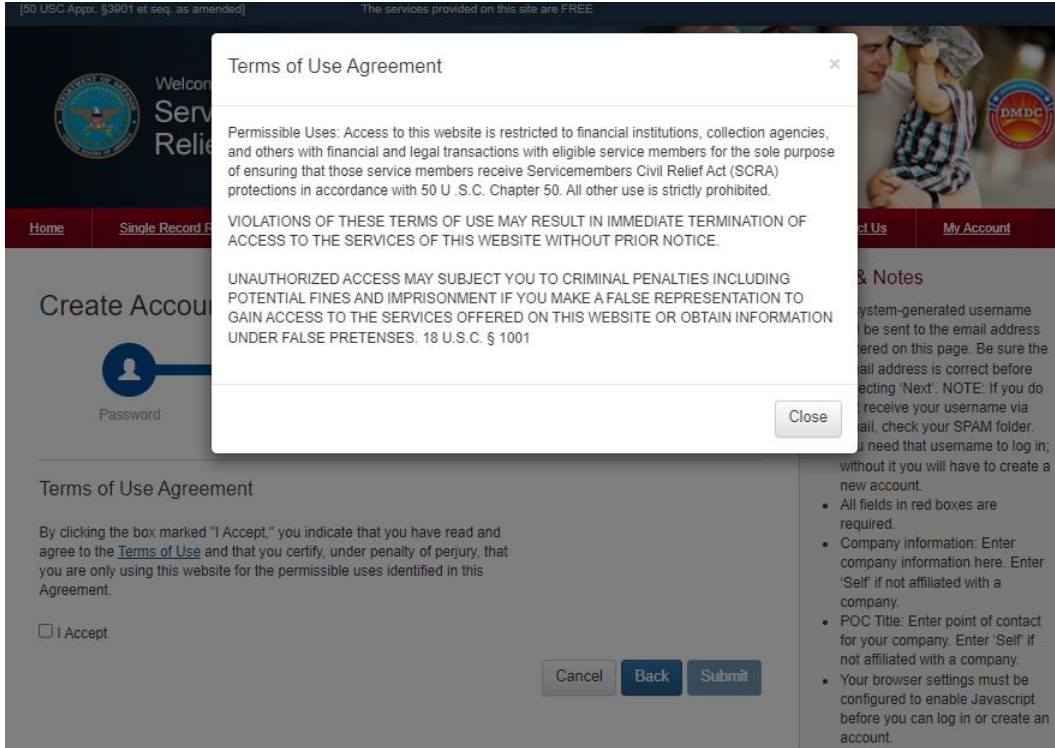 [50 USC Appx. §3901 et seq. as amended]
The services provided on this site are FREE
Serv
Relie
DMDC
Home
Single Record R
ct Us
My Account
Terms of Use Agreement
×
Permissible Uses: Access to this website is restricted to financial institutions, collection agencies,
and others with financial and legal transactions with eligible service members for the sole purpose
of ensuring that those service members receive Servicemembers Civil Relief Act (SCRA)
protections in accordance with 50 U .S.C. Chapter 50. All other use is strictly prohibited.
VIOLATIONS OF THESE TERMS OF USE MAY RESULT IN IMMEDIATE TERMINATION OF
ACCESS TO THE SERVICES OF THIS WEBSITE WITHOUT PRIOR NOTICE.
UNAUTHORIZED ACCESS MAY SUBJECT YOU TO CRIMINAL PENALTIES INCLUDING
POTENTIAL FINES AND IMPRISONMENT IF YOU MAKE A FALSE REPRESENTATION TO
GAIN ACCESS TO THE SERVICES OFFERED ON THIS WEBSITE OR OBTAIN INFORMATION
UNDER FALSE PRETENSES. 18 U.S.C. § 1001
Close
Create Accou
Password
Terms of Use Agreement
By clicking the box marked "I Accept," you indicate that you have read and
agree to the Terms of Use and that you certify, under penalty of perjury, that
you are only using this website for the permissible uses identified in this
Agreement.
I Accept
Cancel
Back
Submit
& Notes
system-generated username
be sent to the email address
tered on this page. Be sure the
ail address is correct before
ecting 'Next'. NOTE: If you do
receive your username via
ail, check your SPAM folder.
u need that username to log in;
without it you will have to create a
new account.
• All fields in red boxes are
required.
• Company information: Enter
company information here. Enter
'Self' if not affiliated with a
company.
• POC Title: Enter point of contact
for your company. Enter 'Self' if
not affiliated with a company.
• Your browser settings must be
configured to enable Javascript
before you can log in or create an
account.